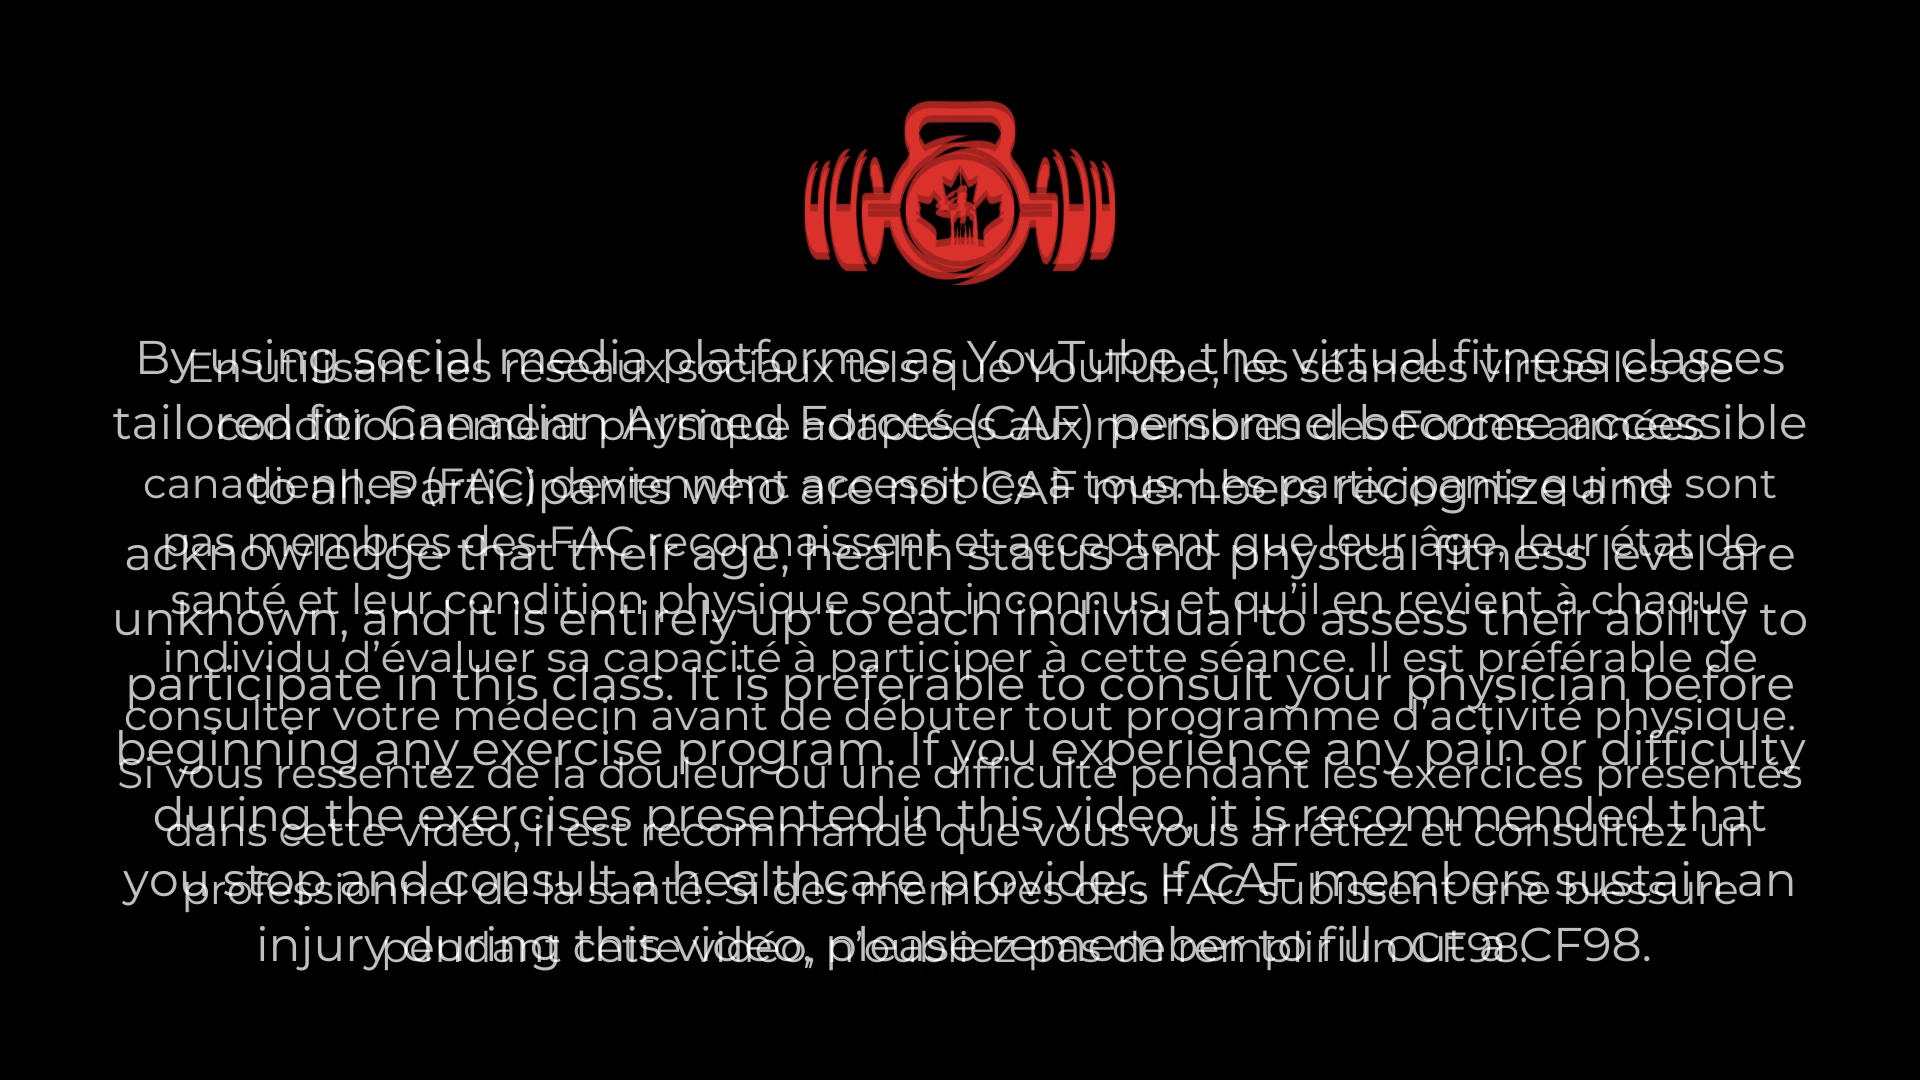 By using social media platforms as YouTube, the virtual fitness classes
tailored for Canadian Armed Forces (CAF) personnel become accessible
to all. Participants who are not CAF members recognize and
acknowledge that their age, health status and physical fitness level are
unknown, and it is entirely up to each individual to assess their ability to
participate in this class. It is preferable to consult your physician before
beginning any exercise program. If you experience any pain or difficulty
during the exercises presented in this video, it is recommended that
you stop and consult a healthcare provider. If CAF members sustain an
injury during this video, please remember to fill out a CF98.
En utilisant les réseaux sociaux tels que YouTube, les séances virtuelles de
conditionnement physique adaptées aux membres des Forces armées
canadiennes (FAC) deviennent accessibles à tous. Les participants qui ne sont
pas membres des FAC reconnaissent et acceptent que leur âge, leur état de
santé et leur condition physique sont inconnus, et qu’il en revient à chaque
individu d’évaluer sa capacité à participer à cette séance. Il est préférable de
consulter votre médecin avant de débuter tout programme d’activité physique.
Si vous ressentez de la douleur ou une difficulté pendant les exercices présentés
dans cette vidéo, il est recommandé que vous vous arrêtiez et consultiez un
professionnel de la santé. Si des membres des FAC subissent une blessure
pendant cette vidéo, n’oubliez pas de remplir un CF98.